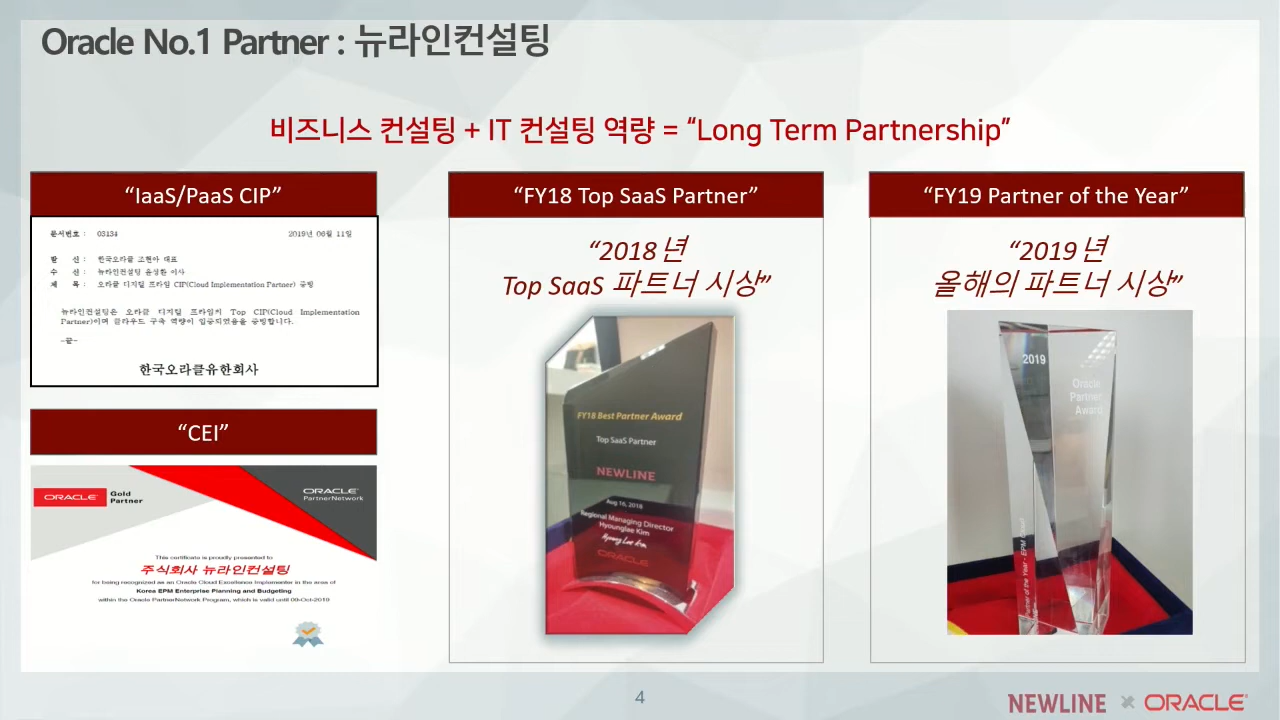 Oracle No.1 Partner : 뉴라인컨설팅
비즈니스 컨설팅 + IT 컨설팅 역량 = “Long Term Partnership”
“IaaS/PaaS CIP”
문서번호 : 03134 2019년 06월 11일
발 신 : 한국오라클 조현아 대표
수 신 : 뉴라인컨설팅 윤성환 이사
제 목 : 오라클 디지털 프라임 CIP(Cloud Implementation Partner) 공명
뉴라인컨설팅은 오라클 디지털 프라임의 Top CIP(Cloud Implementation
Partner)이며 클라우드 구축 역량이 입증되었음을 증빙합니다.
-끝-
한국오라클유한회사
“CEI”
ORACLE Gold
Partner
ORACLE
PartnerNetwork
This certificate is proudly presented to
주식회사 뉴라인컨설팅
for being recognized as an Oracle Cloud Excellence Implementer in the area of
Korea EPM Enterprise Planning and Budgeting
within the Oracle PartnerNetwork Program, which is valid until 09-Oct-2019
“FY18 Top SaaS Partner”
“2018년
Top SaaS 파트너 시상”
FY18 Best Partner Award
Top SaaS Partner
NEWLINE
Aug 16, 2018
Regional Managing Director
Hyounglae Kim
ORACLE
“FY19 Partner of the Year”
“2019년
올해의 파트너 시상”
2019
Oracle
Partner
Award
Partner of the Year - EPM
4
NEWLINE × ORACLE